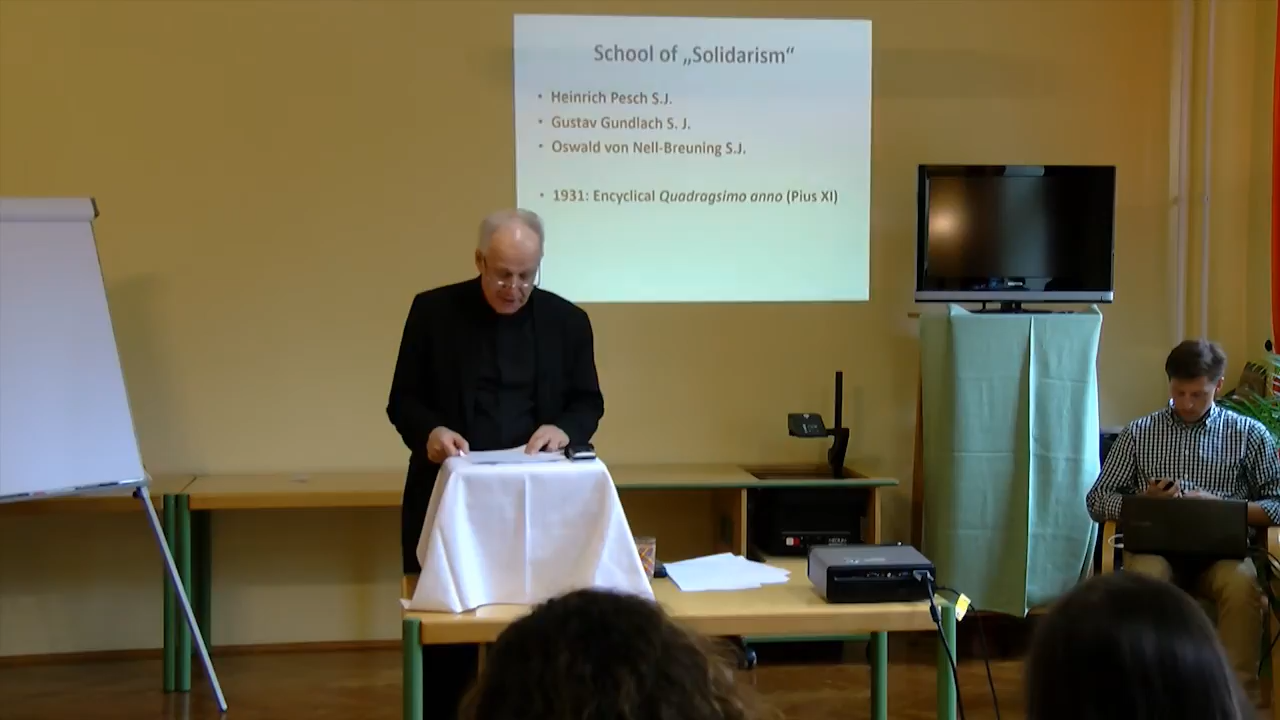 School of „Solidarism“
• Heinrich Pesch S.J.
• Gustav Gundlach S. J.
• Oswald von Nell-Breuning S.J.
• 1931: Encyclical Quadragsimo anno (Pius XI)